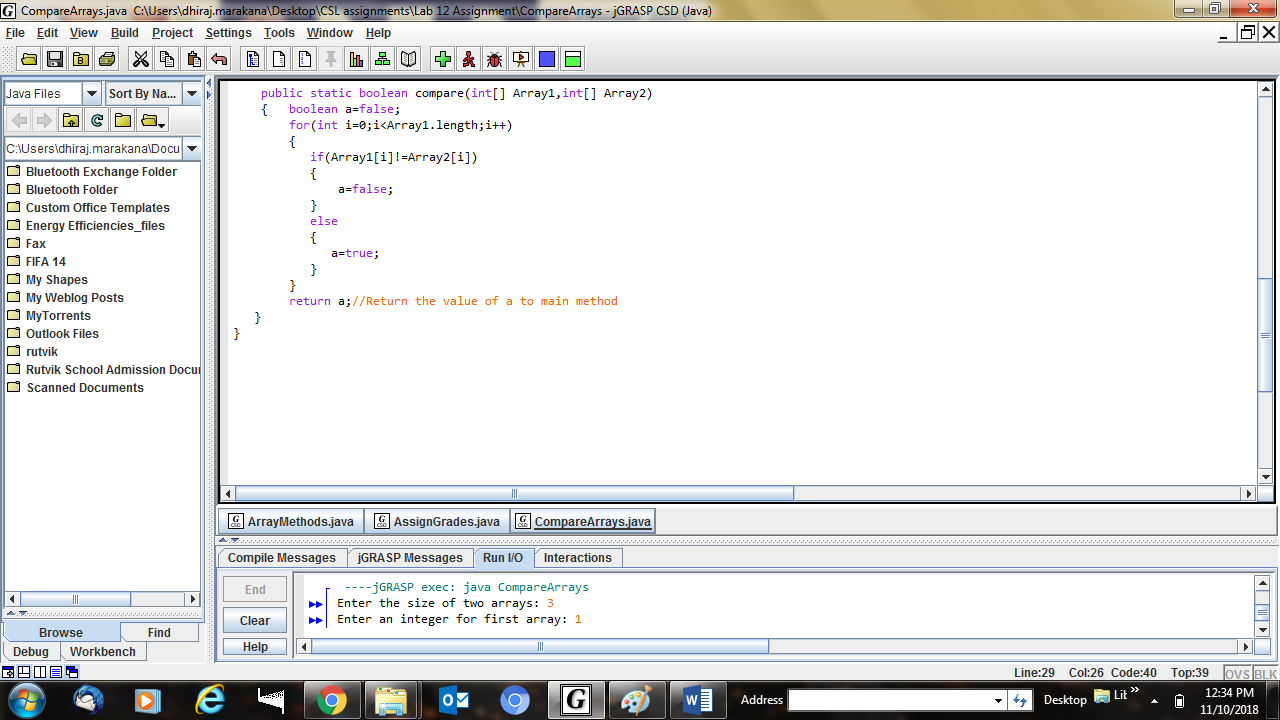 CompareArrays.java C:\Users\dhiraj.marakana\Desktop\CSL assignments\Lab 12 Assignment\CompareArrays - jGRASP CSD (Java)
File Edit View Build Project Settings Tools Window Help
Java Files Sort By Na...
C:\Users\dhiraj.marakana\Docu
Bluetooth Exchange Folder
Bluetooth Folder
Custom Office Templates
Energy Efficiencies_files
Fax
FIFA 14
My Shapes
My Weblog Posts
MyTorrents
Outlook Files
rutvik
Rutvik School Admission Docu
Scanned Documents
Browse Find
Debug Workbench
public static boolean compare(int[] Array1,int[] Array2)
{ boolean a=false;
for(int i=0;i<Array1.length;i++)
{
if(Array1[i]!=Array2[i])
{
a=false;
}
else
{
a=true;
}
}
return a;//Return the value of a to main method
}
}
ArrayMethods.java AssignGrades.java CompareArrays.java
Compile Messages jGRASP Messages Run I/O Interactions
End
Clear
Help
----jGRASP exec: java CompareArrays
Enter the size of two arrays: 3
Enter an integer for first array: 1
Line:29 Col:26 Code:40 Top:39 OVS BLK
Address Desktop Lib »
12:34 PM
11/10/2018